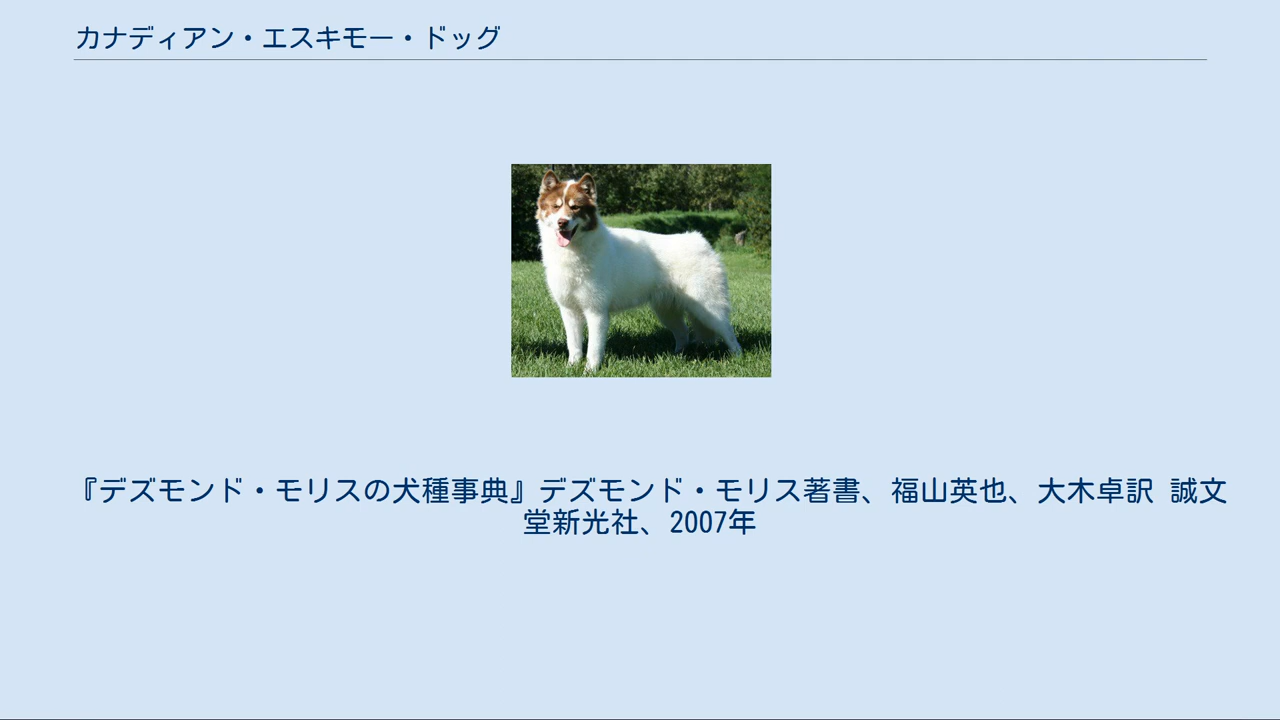 カナディアン・エスキモー・ドッグ
『デズモンド・モリスの犬種事典』デズモンド・モリス著書、福山英也、大木卓訳 誠文
堂新光社、2007年